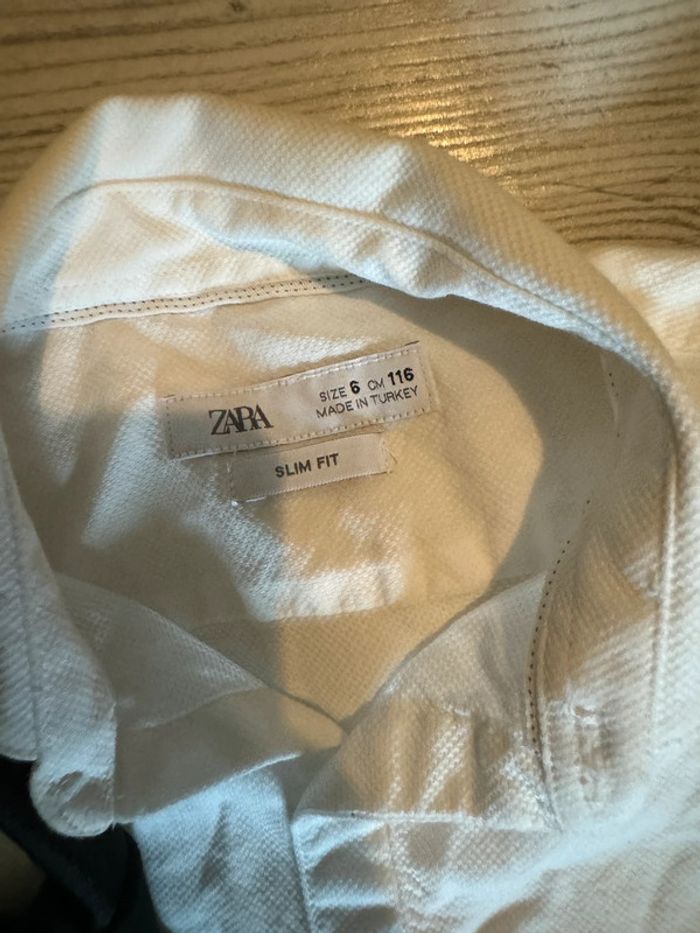 ZARA
SIZE 6 CM 116
MADE IN TURKEY
SLIM FIT